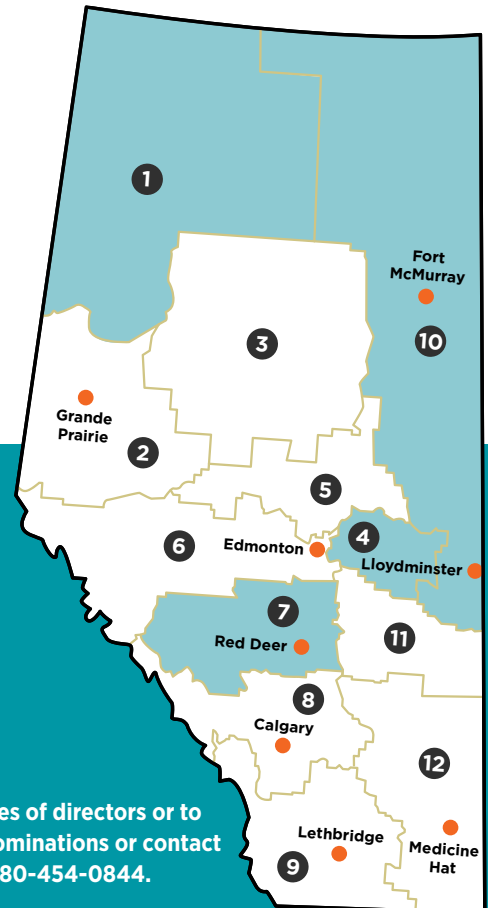 1
Fort
McMurray
10
3
Grande
Prairie
2
5
4
6
Edmonton
Lloydminster
7
Red Deer
11
8
Calgary
12
Lethbridge
Medicine
Hat
9
es of directors or to
ominations or contact
80-454-0844.